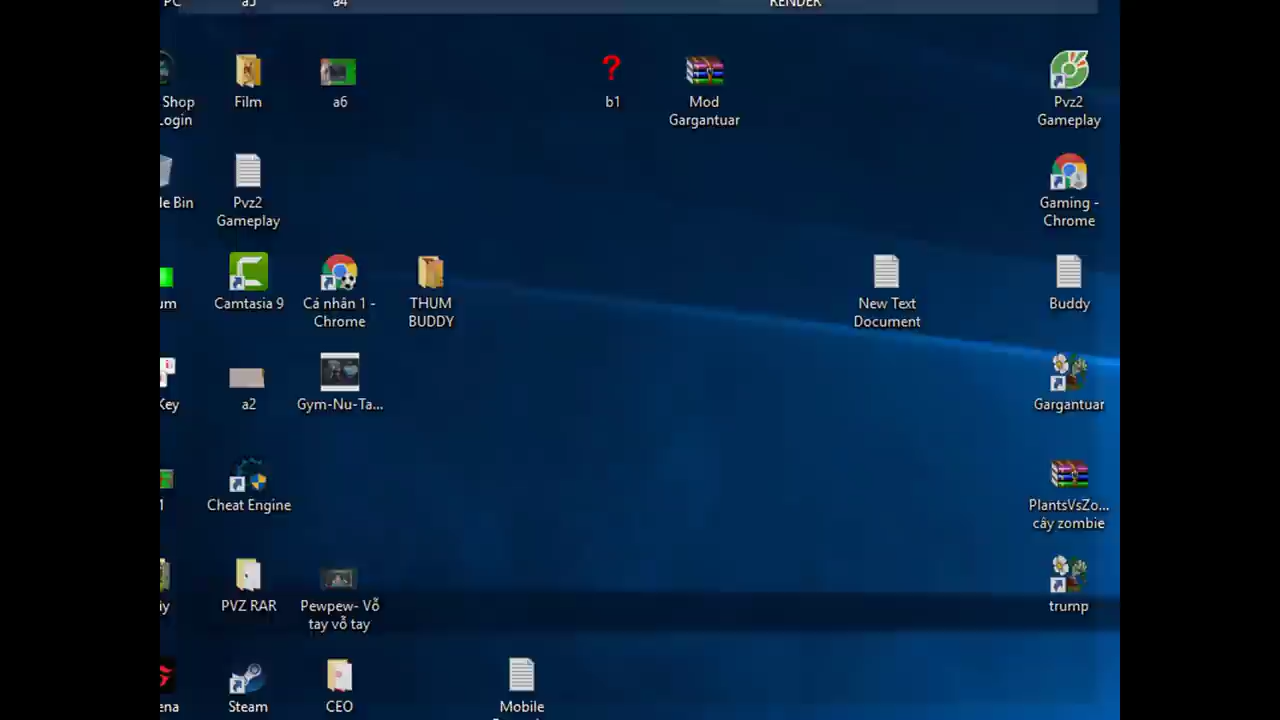 PC
a5
a4
RENDER
Shop
Login
Film
a6
b1
Mod
Gargantuar
Pvz2
Gameplay
le Bin
Pvz2
Gameplay
Gaming -
Chrome
um
Camtasia 9
Cá nhân 1 -
Chrome
THUM
BUDDY
New Text
Document
Buddy
Key
a2
Gym-Nu-Ta...
Gargantuar
1
Cheat Engine
PlantsVsZo...
cây zombie
PVZ RAR
Pewpew- Vỗ
tay vỗ tay
trump
ena
Steam
CEO
Mobile